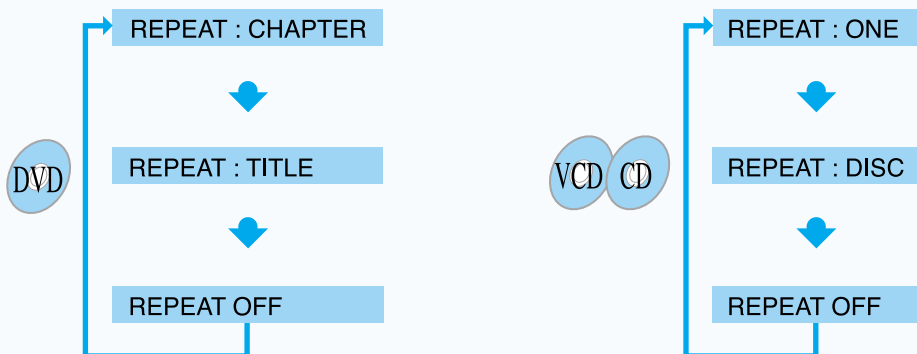 REPEAT : CHAPTER
REPEAT : TITLE
DVD
REPEAT OFF
REPEAT : ONE
REPEAT : DISC
VCD CD
REPEAT OFF